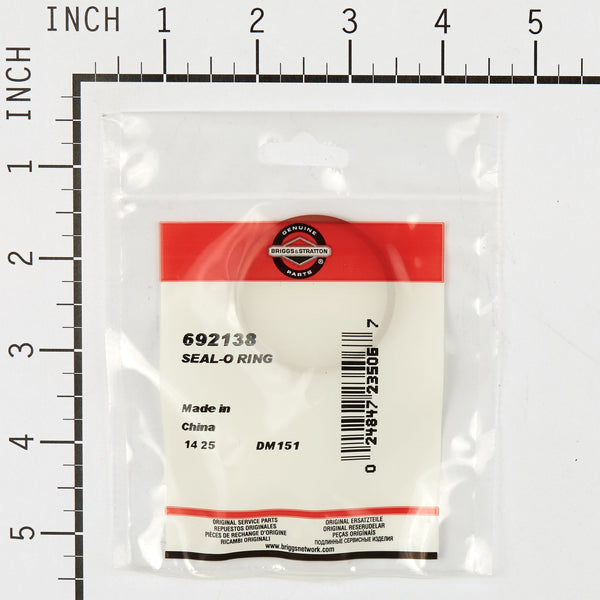 INCH 1 2 3 4 5
INCH
1
2
3
4
5
GENUINE
BRIGGS&STRATTON
®
PARTS
692138
SEAL-O RING
Made in
China
14 25 DM151
0 24847 23506 7
ORIGINAL SERVICE PARTS
REPUESTOS ORIGINALES
PIÈCES DE RECHANGE D'ORIGINE
RICAMBI ORIGINALI
ORIGINAL ERSATZTEILE
ORIGINAL RESERUDELAR
PEÇAS ORIGINAIS
ПОДЛИННЫЕ СЕРВИСНЫЕ ИЗДЕЛИЯ
www.briggsnetwork.com